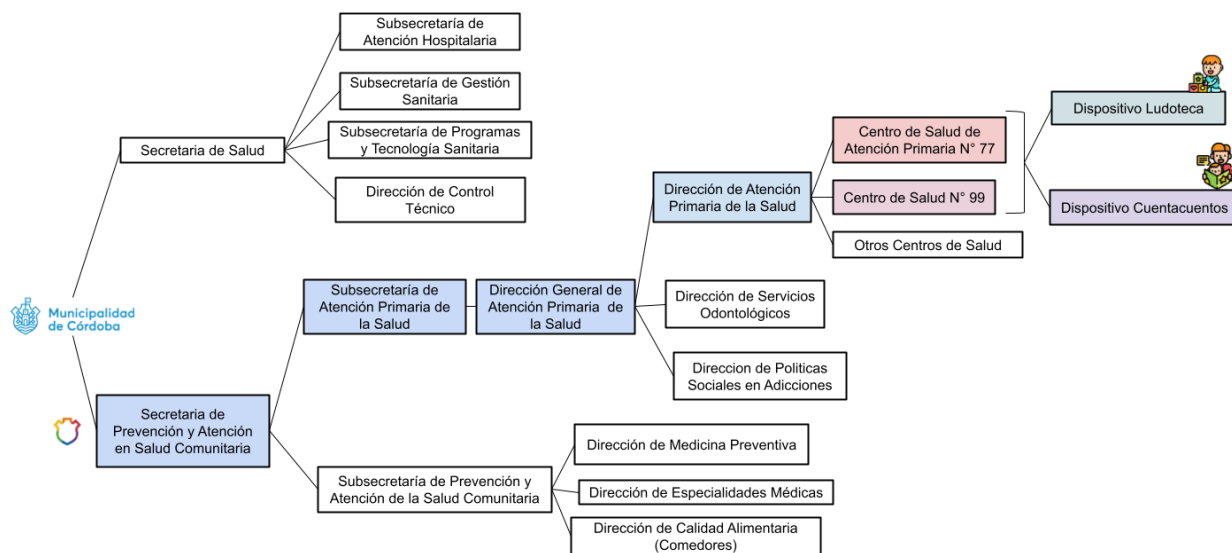 Subsecretaría de
Atención Hospitalaria
Subsecretaría de Gestión
Sanitaria
Subsecretaría de Programas
y Tecnología Sanitaria
Secretaria de Salud
Dirección de Control
Técnico
Dispositivo Ludoteca
Centro de Salud de
Atención Primaria N° 77
Dirección de Atención
Primaria de la Salud
Centro de Salud N° 99
Dispositivo Cuentacuentos
Otros Centros de Salud
Municipalidad
de Córdoba
Subsecretaría de
Atención Primaria de
la Salud
Dirección General de
Atención Primaria de
la Salud
Dirección de Servicios
Odontológicos
Direccion de Politicas
Sociales en Adicciones
Secretaria de
Prevención y Atención
en Salud Comunitaria
Dirección de Medicina Preventiva
Subsecretaría de Prevención y
Atención de la Salud Comunitaria
Dirección de Especialidades Médicas
Dirección de Calidad Alimentaria
(Comedores)